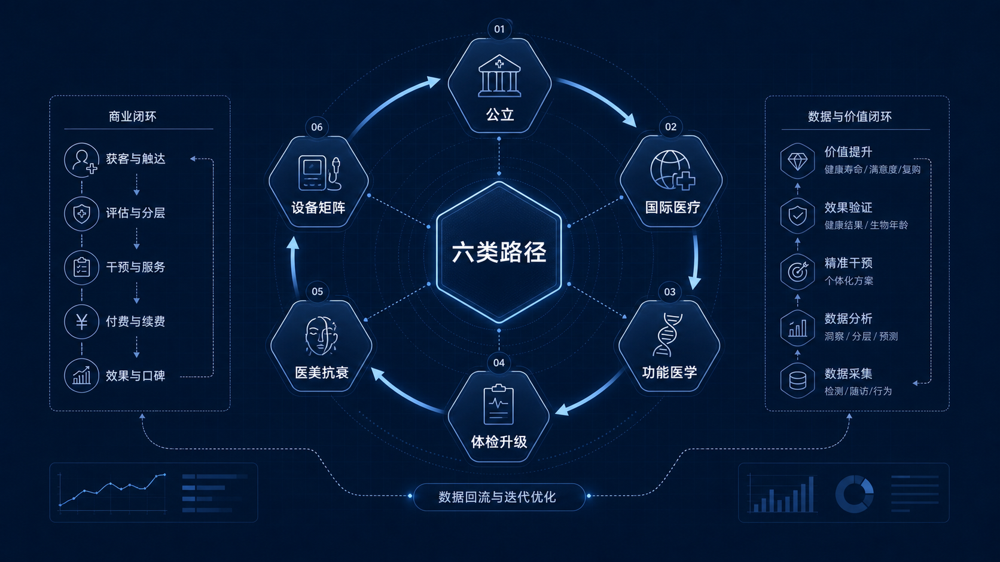 商业闭环
获客与触达
评估与分层
干预与服务
付费与续费
¥
效果与口碑
01
公立
02
国际医疗
03
功能医学
04
体检升级
05
医美抗衰
06
设备矩阵
六类路径
数据与价值闭环
价值提升
健康寿命/满意度/复购
效果验证
健康结果/生物年龄
精准干预
个体化方案
数据分析
洞察/分层/预测
数据采集
检测/随访/行为
数据回流与迭代优化